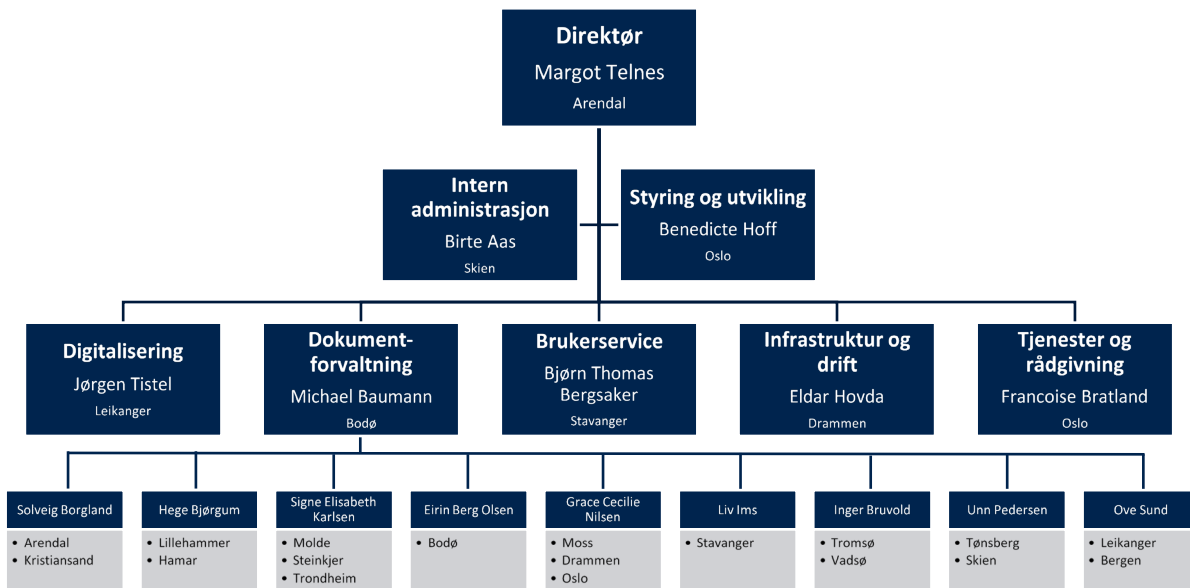 Direktør
Margot Telnes
Arendal
Intern
administrasjon
Birte Aas
Skien
Styring og utvikling
Benedicte Hoff
Oslo
Digitalisering
Jørgen Tistel
Leikanger
Dokument-
forvaltning
Michael Baumann
Bodø
Brukerservice
Bjørn Thomas
Bergsaker
Stavanger
Infrastruktur og
drift
Eldar Hovda
Drammen
Tjenester og
rådgivning
Francoise Bratland
Oslo
Solveig Borgland
• Arendal
• Kristiansand
Hege Bjørgum
• Lillehammer
• Hamar
Signe Elisabeth
Karlsen
• Molde
• Steinkjer
• Trondheim
Eirin Berg Olsen
• Bodø
Grace Cecilie
Nilsen
• Moss
• Drammen
• Oslo
Liv Ims
• Stavanger
Inger Bruvold
• Tromsø
• Vadsø
Unn Pedersen
• Tønsberg
• Skien
Ove Sund
• Leikanger
• Bergen